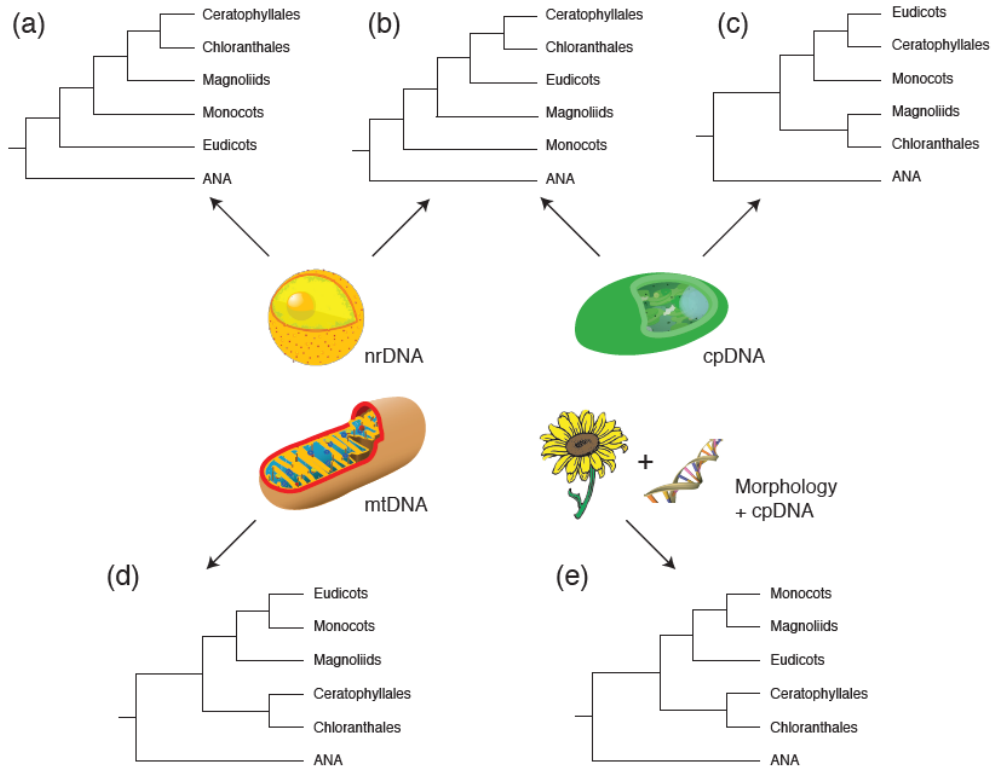 (a)
Ceratophyllales
Chloranthales
Magnoliids
Monocots
Eudicots
ANA
(b)
Ceratophyllales
Chloranthales
Eudicots
Magnoliids
Monocots
ANA
(c)
Eudicots
Ceratophyllales
Monocots
Magnoliids
Chloranthales
ANA
nrDNA
cpDNA
mtDNA
+
Morphology
+ cpDNA
(d)
Eudicots
Monocots
Magnoliids
Ceratophyllales
Chloranthales
ANA
(e)
Monocots
Magnoliids
Eudicots
Ceratophyllales
Chloranthales
ANA